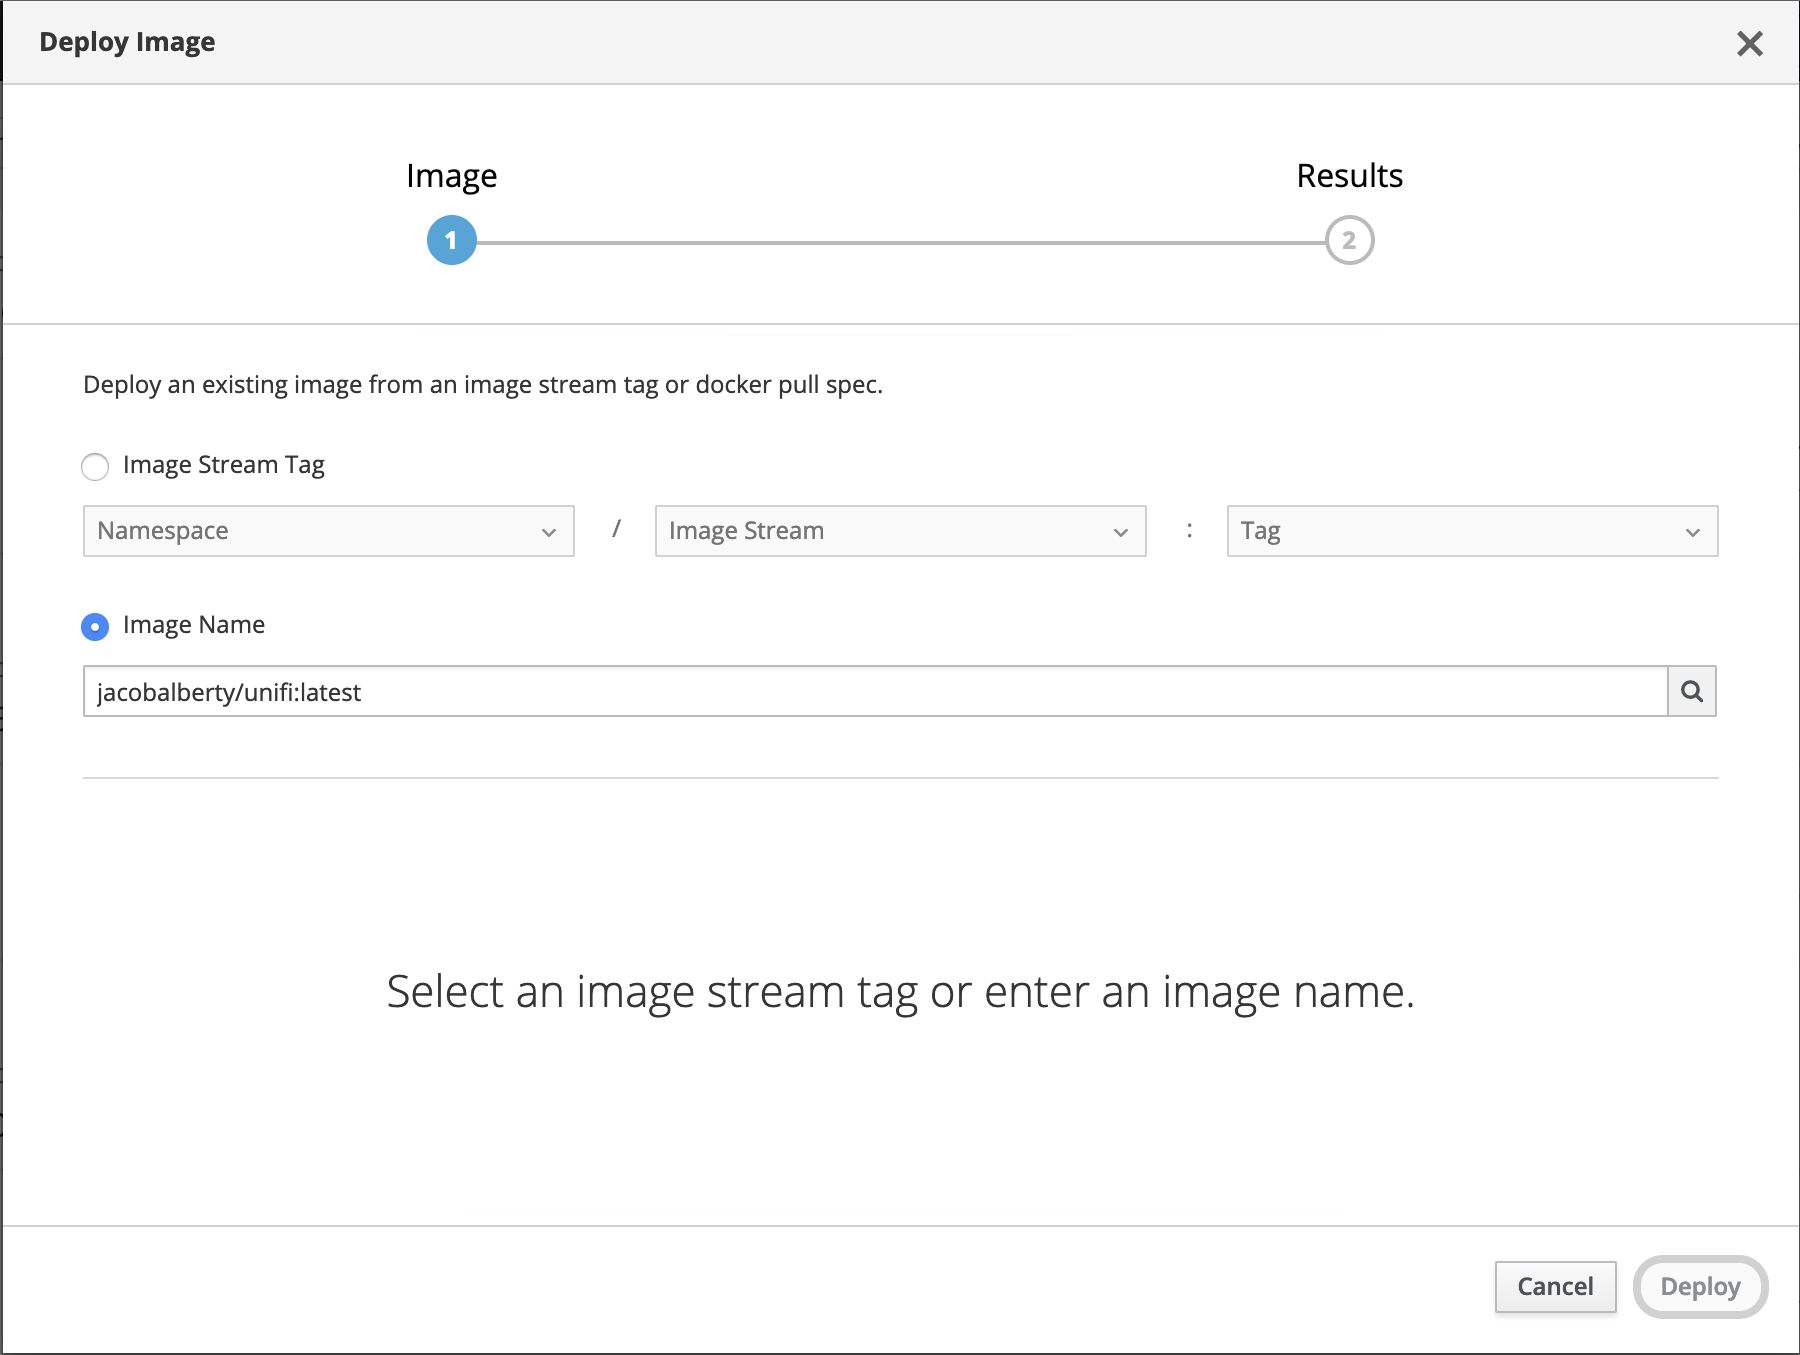 Deploy Image
Image
Results
1
2
Deploy an existing image from an image stream tag or docker pull spec.
Image Stream Tag
Namespace / Image Stream : Tag
Image Name
jacobalberty/unifi:latest
Select an image stream tag or enter an image name.
Cancel
Deploy